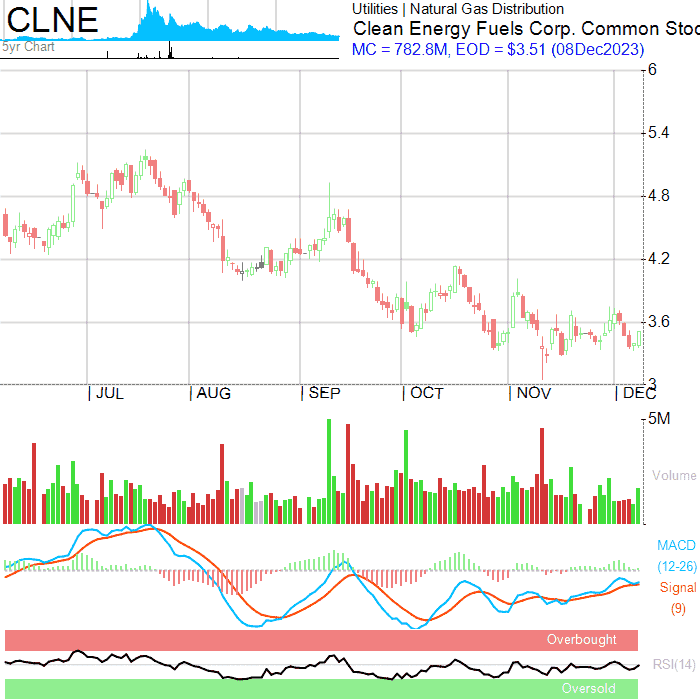 CLNE
5yr Chart
Utilities | Natural Gas Distribution
Clean Energy Fuels Corp. Common Stoc
MC = 782.8M, EOD = $3.51 (08Dec2023)
6
5.4
4.8
4.2
3.6
3
| JUL | AUG | SEP | OCT | NOV | DEC
5M
Volume
MACD
(12-26)
Signal
(9)
Overbought
RSI(14)
Oversold